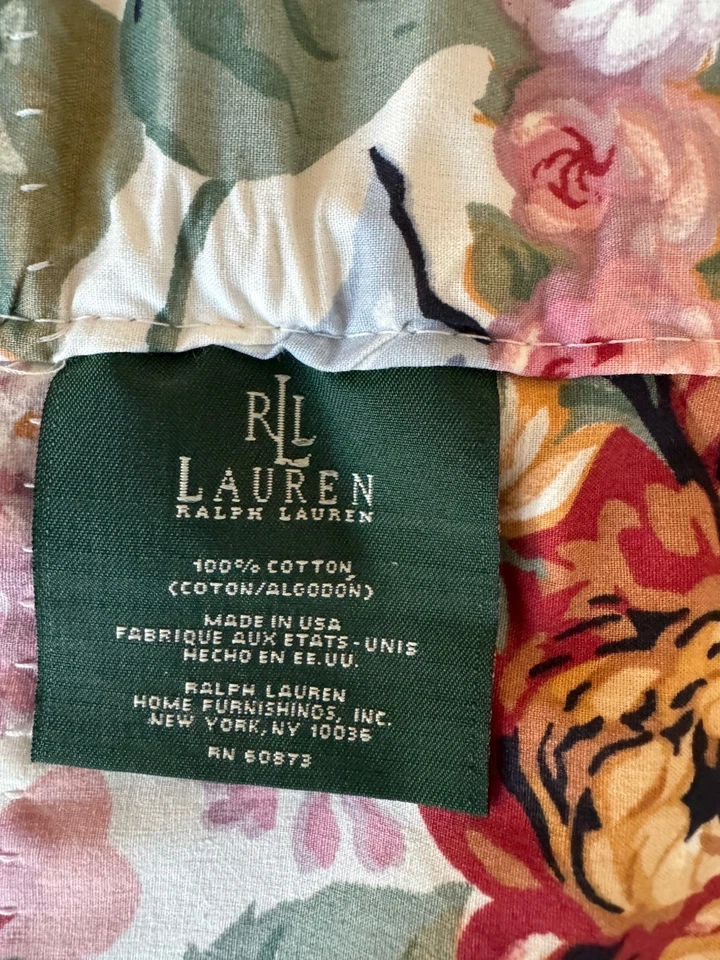 RLL
LAUREN
RALPH LAUREN
100% COTTON
(COTON/ALGODÓN)
MADE IN USA
FABRIQUE AUX ETATS-UNIS
HECHO EN EE.UU.
RALPH LAUREN
HOME FURNISHINGS, INC.
NEW YORK, NY 10036
RN 60873